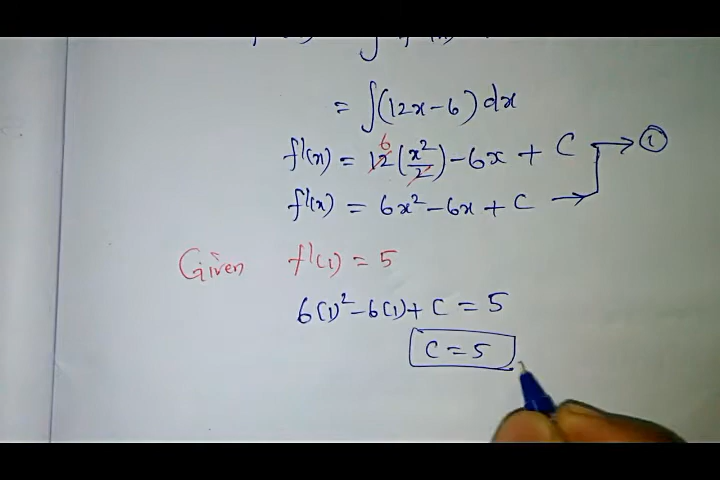 = ∫(12x-6) dx
f'(x) = 12 6 (x²/2) - 6x + C → ①
f'(x) = 6x² - 6x + C →
Given f'(1) = 5
6(1)² - 6(1) + C = 5
C = 5